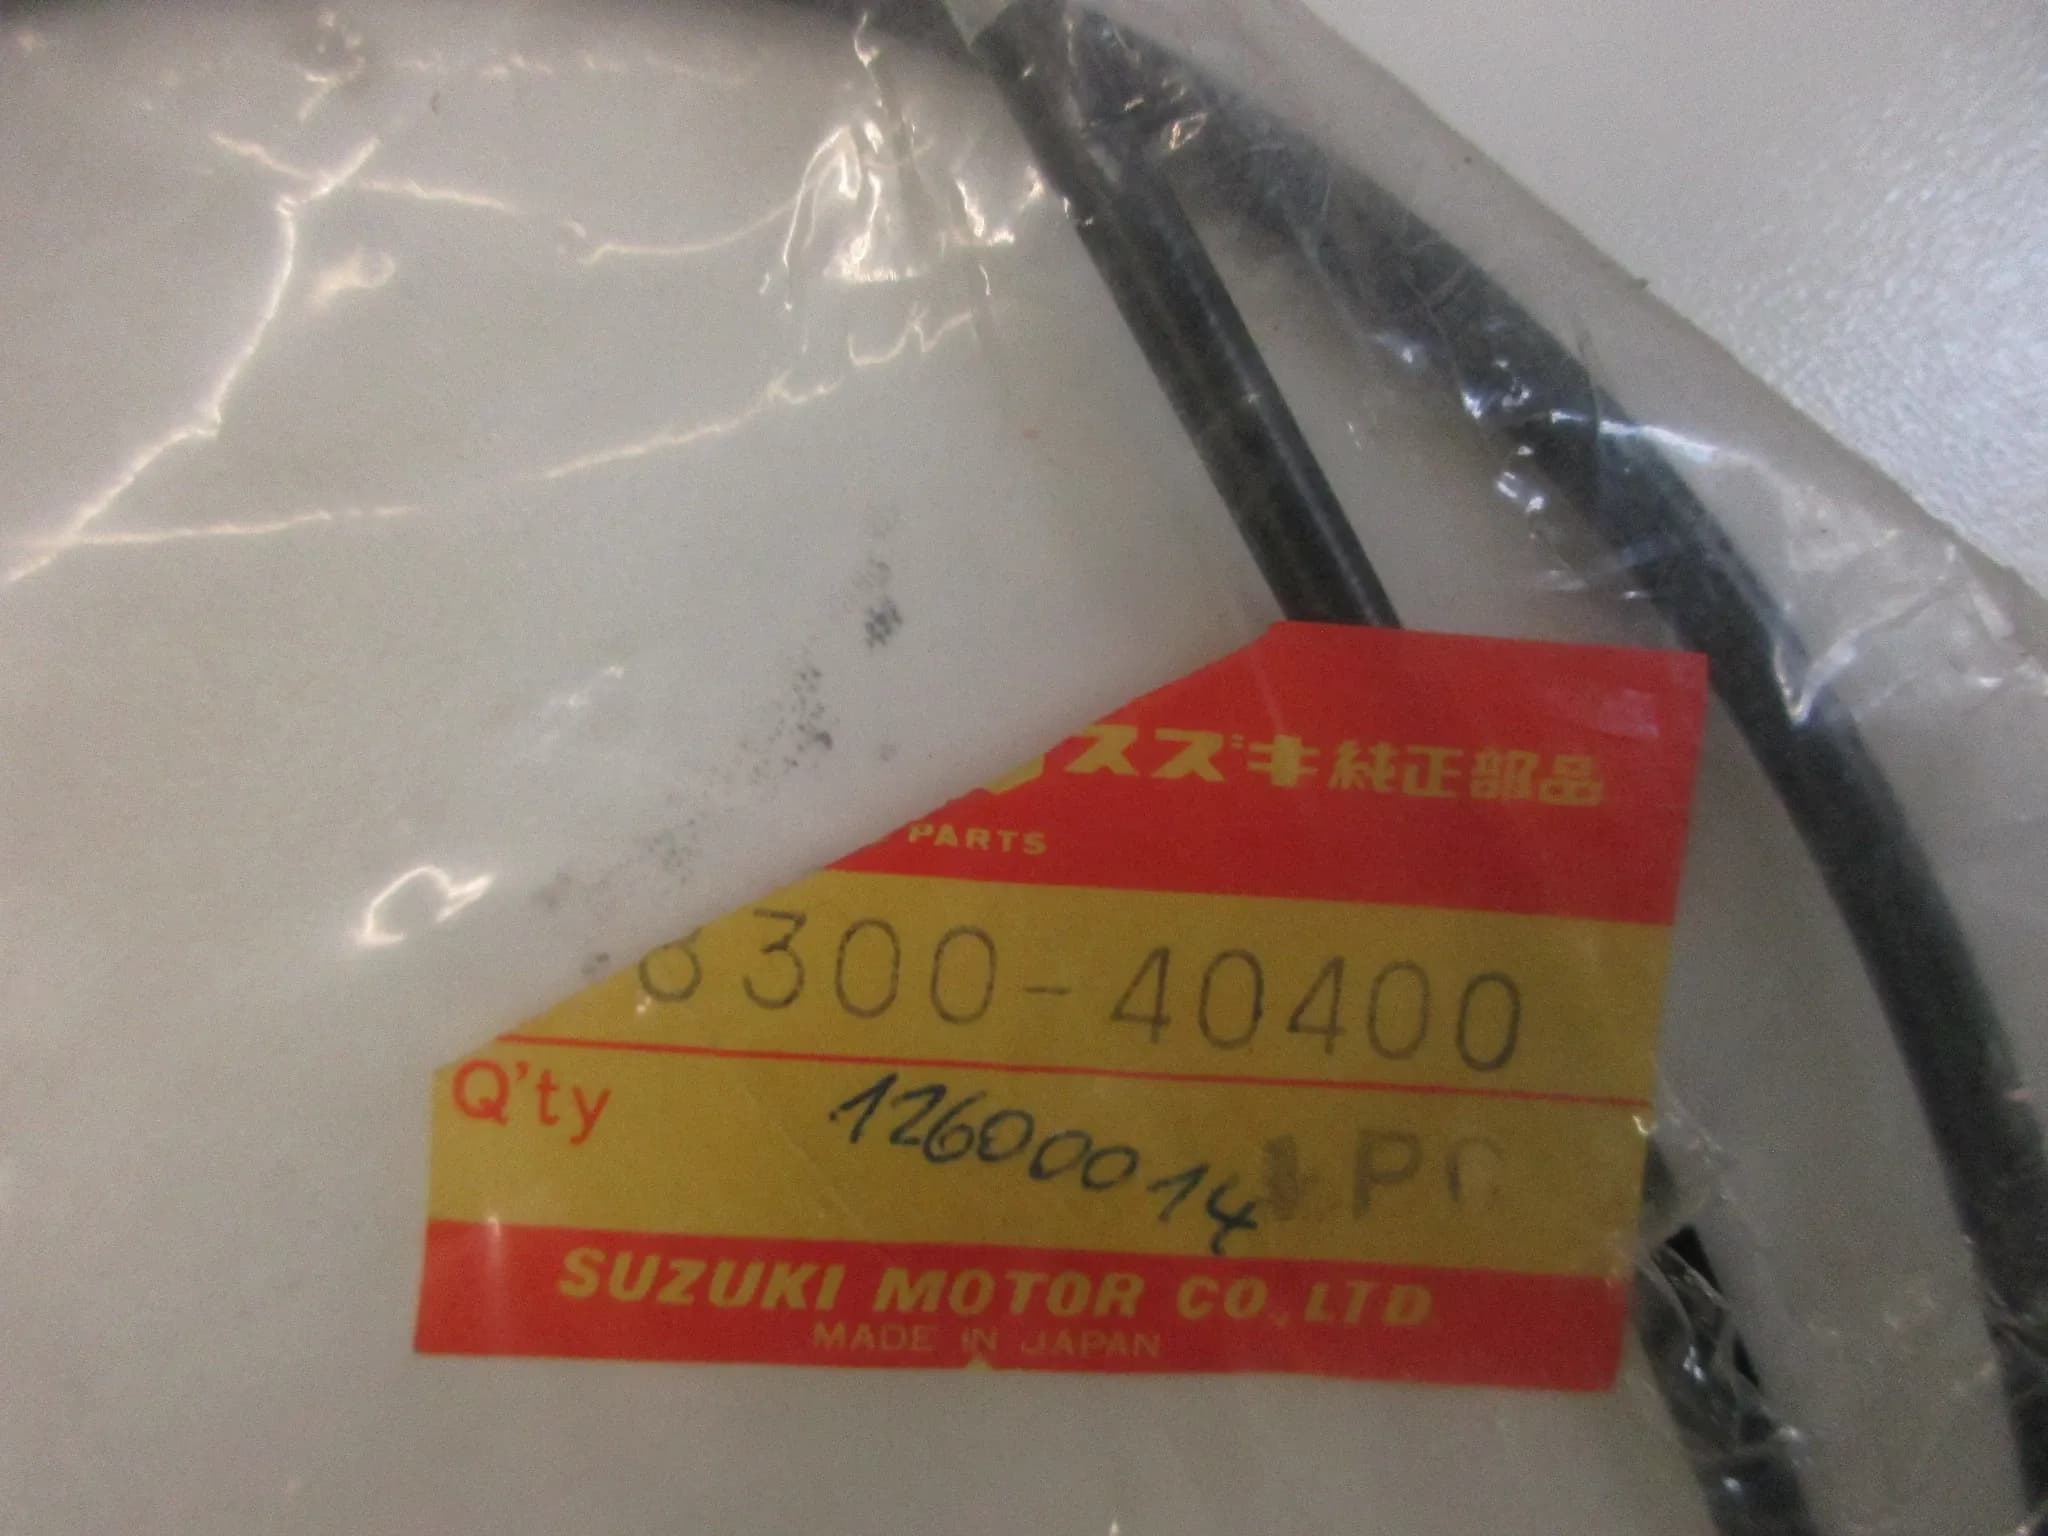 スズキ純正部品
PARTS
8300-40400
Q'ty
12600014
1 PC
SUZUKI MOTOR CO., LTD.
MADE IN JAPAN